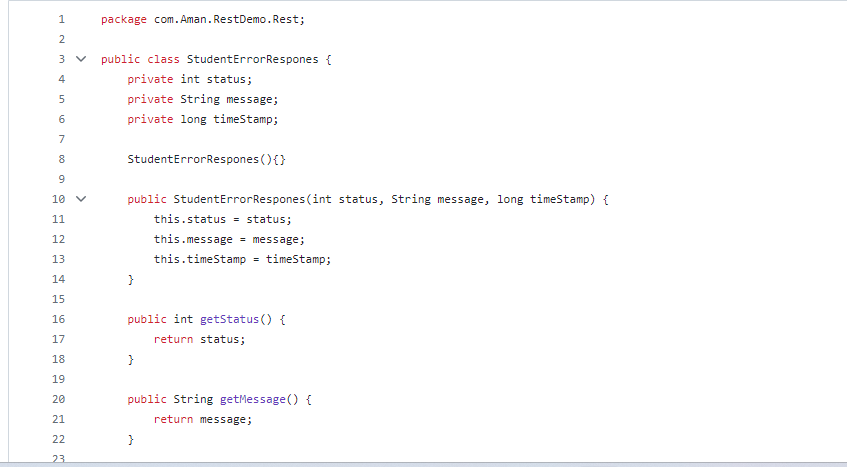 1 package com.Aman.RestDemo.Rest;
2
3 public class StudentErrorRespones {
4 private int status;
5 private String message;
6 private long timeStamp;
7
8 StudentErrorRespones(){}
9
10 public StudentErrorRespones(int status, String message, long timeStamp) {
11 this.status = status;
12 this.message = message;
13 this.timeStamp = timeStamp;
14 }
15
16 public int getStatus() {
17 return status;
18 }
19
20 public String getMessage() {
21 return message;
22 }
23